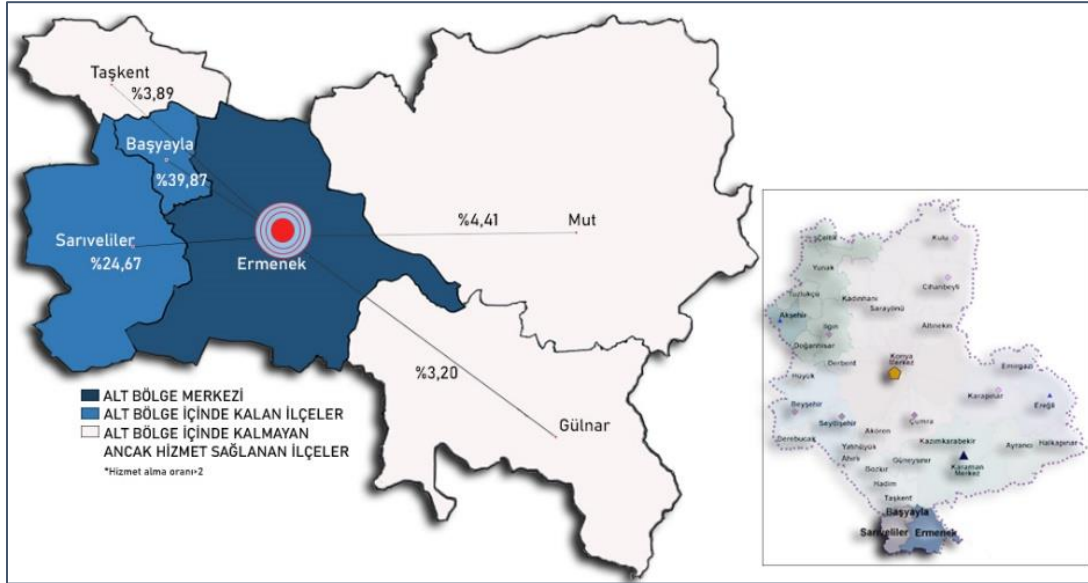 Taşkent
%3,89
Başyayla
%39,87
Sarıveliler
%24,67
Ermenek
%4,41
Mut
%3,20
Gülnar
ALT BÖLGE MERKEZİ
ALT BÖLGE İÇİNDE KALAN İLÇELER
ALT BÖLGE İÇİNDE KALMAYAN
ANCAK HİZMET SAĞLANAN İLÇELER
*Hizmet alma oranı>2
Çeltik
Kulu
Yunak
Cihanbeyli
Tuzlukçu
Kadınhanı
Sarayönü
Akşehir
Altınekin
Ilgın
Doğanhisar
Derbent
Konya
Merkez
Emirgazi
Hüyük
Karapınar
Ereğli
Beyşehir
Seydişehir
Çumra
Akören
Derebucak
Yalıhüyük
Kazımkarabekir
Ayrancı
Halkapınar
Ahırlı
Güneysınır
Karaman
Merkez
Bozkır
Hadim
Taşkent
Başyayla
Sarıveliler
Ermenek